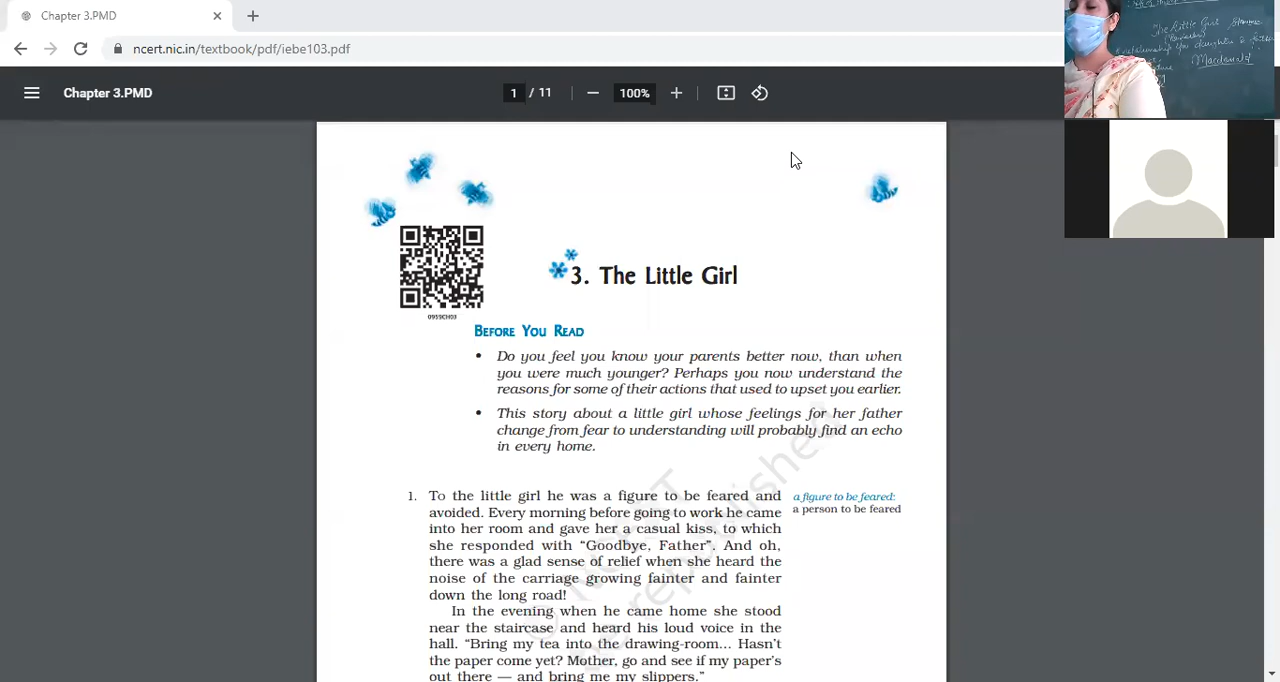 Chapter 3.PMD
ncert.nic.in/textbook/pdf/iebe103.pdf
Chapter 3.PMD
1 / 11
100%
The Little Girl
Macdonald
0959CH03
3. The Little Girl
BEFORE YOU READ
• Do you feel you know your parents better now, than when
you were much younger? Perhaps you now understand the
reasons for some of their actions that used to upset you earlier.
• This story about a little girl whose feelings for her father
change from fear to understanding will probably find an echo
in every home.
1. To the little girl he was a figure to be feared and
avoided. Every morning before going to work he came
into her room and gave her a casual kiss, to which
she responded with “Goodbye, Father”. And oh,
there was a glad sense of relief when she heard the
noise of the carriage growing fainter and fainter
down the long road!
a figure to be feared:
a person to be feared
In the evening when he came home she stood
near the staircase and heard his loud voice in the
hall. “Bring my tea into the drawing-room... Hasn’t
the paper come yet? Mother, go and see if my paper’s
out there — and bring me my slippers.”
© NCERT
be republished